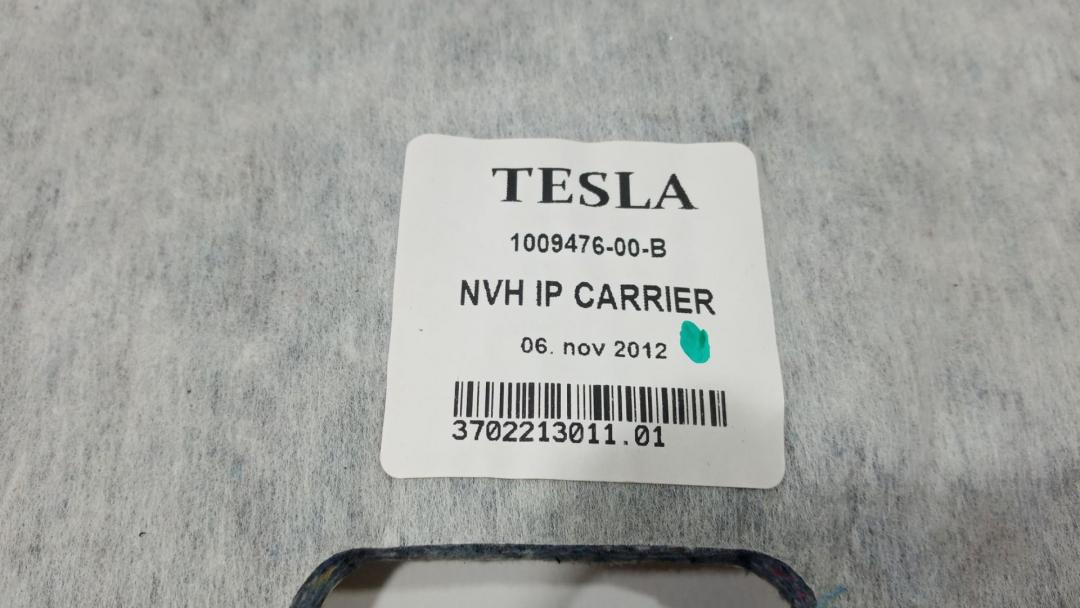 TESLA
1009476-00-B
NVH IP CARRIER
06. nov 2012
3702213011.01